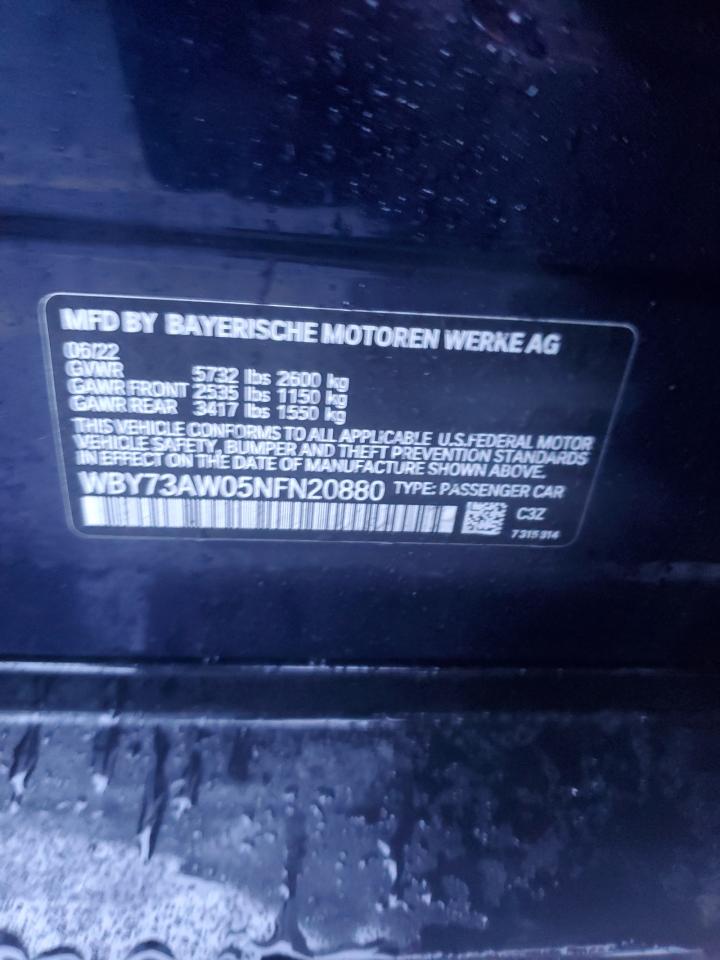 MFD BY BAYERISCHE MOTOREN WERKE AG
06/22
GVWR 5732 lbs 2600 kg
GAWR FRONT 2535 lbs 1150 kg
GAWR REAR 3417 lbs 1550 kg
THIS VEHICLE CONFORMS TO ALL APPLICABLE U.S.FEDERAL MOTOR
VEHICLE SAFETY, BUMPER AND THEFT PREVENTION STANDARDS
IN EFFECT ON THE DATE OF MANUFACTURE SHOWN ABOVE.
WBY73AW05NFN20880 TYPE: PASSENGER CAR
C3Z
7315314